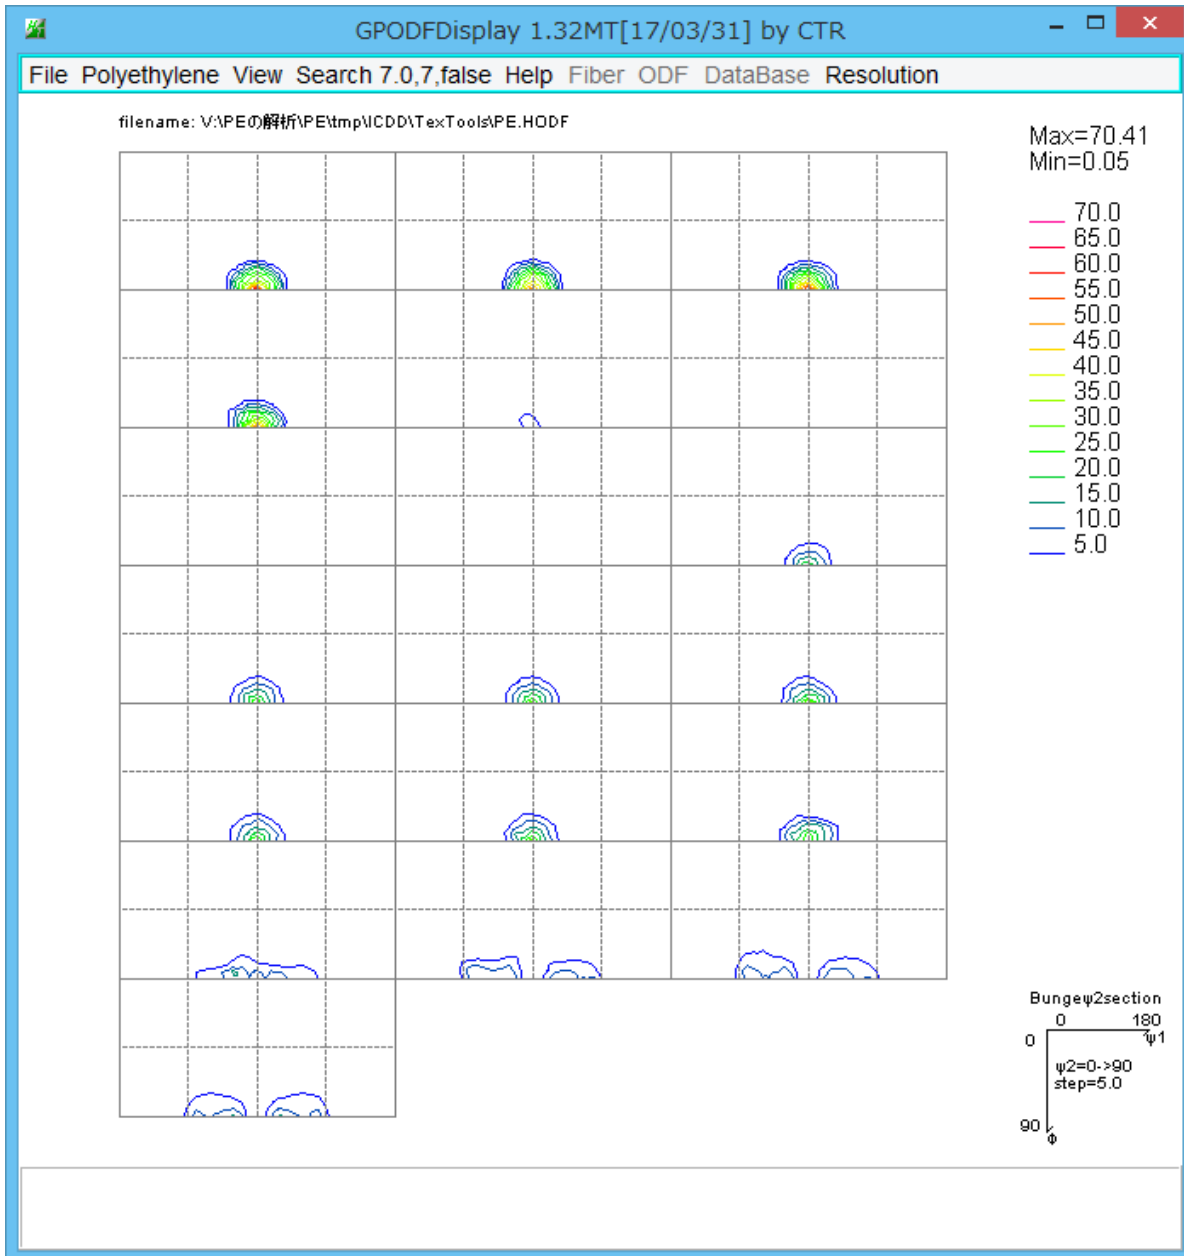 GPODFDisplay 1.32MT[17/03/31] by CTR
File Polyethylene View Search 7.0,7,false Help Fiber ODF DataBase Resolution
filename: V:\PEの解析\PE\tmp\ICDD\TexTools\PE.HODF
Max=70.41
Min=0.05
70.0
65.0
60.0
55.0
50.0
45.0
40.0
35.0
30.0
25.0
20.0
15.0
10.0
5.0
Bungeψ2section
0 180
0 ψ1
ψ2=0->90
step=5.0
90 Φ